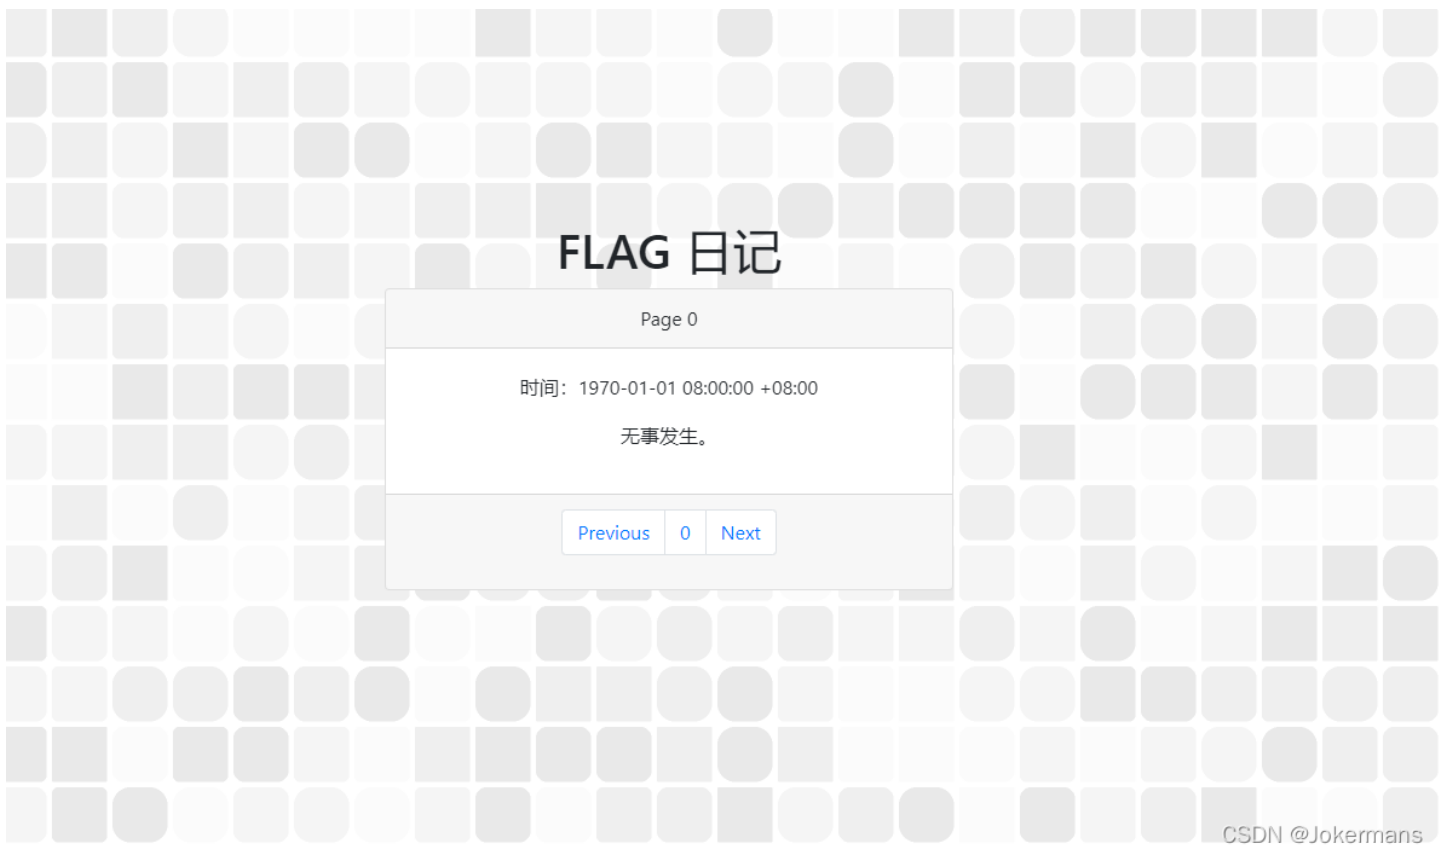 FLAG 日记
Page 0
时间：1970-01-01 08:00:00 +08:00
无事发生。
Previous 0 Next
CSDN @Jokermans